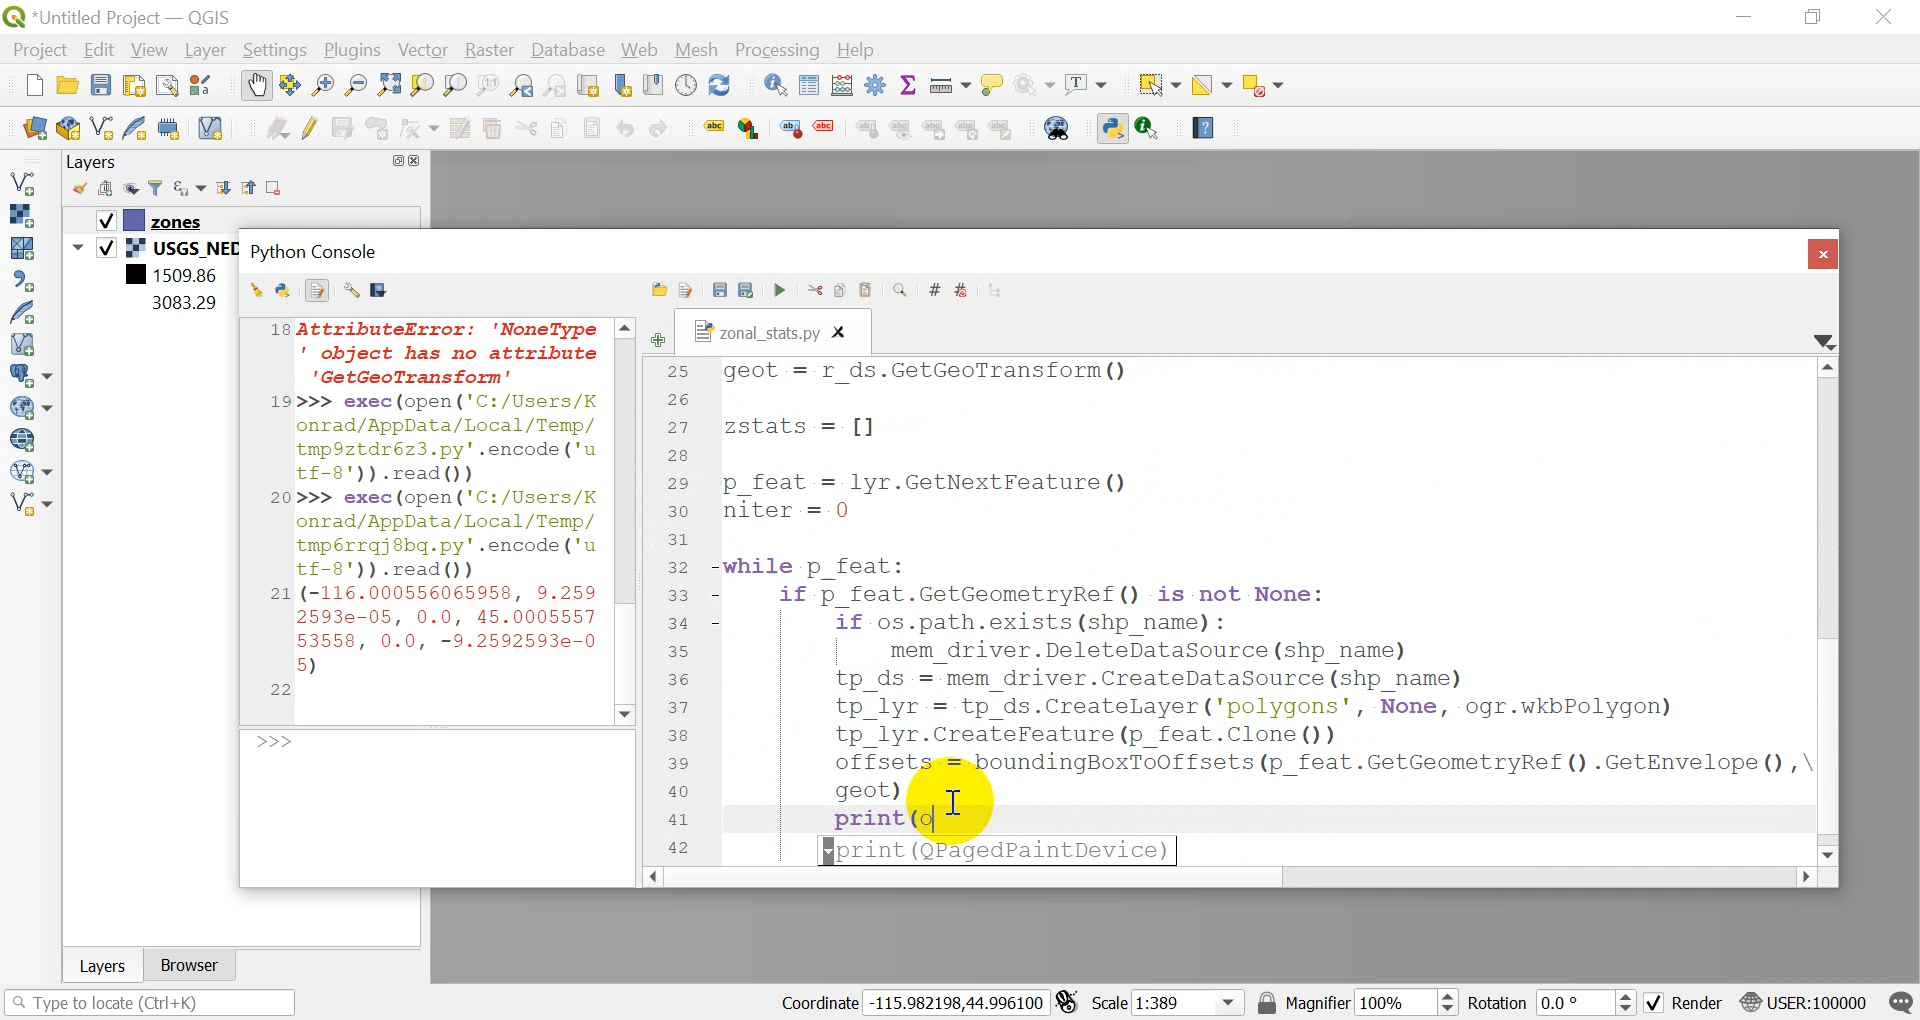 *Untitled Project — QGIS
Project Edit View Layer Settings Plugins Vector Raster Database Web Mesh Processing Help
Layers
zones
USGS_NED
1509.86
3083.29
Python Console
zonal_stats.py
18 AttributeError: 'NoneType
' object has no attribute
'GetGeoTransform'
19 >>> exec(open('C:/Users/K
onrad/AppData/Local/Temp/
tmp9ztdr6z3.py'.encode('u
tf-8')).read())
20 >>> exec(open('C:/Users/K
onrad/AppData/Local/Temp/
tmp6rrqj8bq.py'.encode('u
tf-8')).read())
21 (-116.000556065958, 9.259
2593e-05, 0.0, 45.0005557
53558, 0.0, -9.2592593e-0
5)
22
>>>
25 geot = r_ds.GetGeoTransform()
26
27 zstats = []
28
29 p_feat = lyr.GetNextFeature()
30 niter = 0
31
32 while p_feat:
33 if p_feat.GetGeometryRef() is not None:
34 if os.path.exists(shp_name):
35 mem_driver.DeleteDataSource(shp_name)
36 tp_ds = mem_driver.CreateDataSource(shp_name)
37 tp_lyr = tp_ds.CreateLayer('polygons', None, ogr.wkbPolygon)
38 tp_lyr.CreateFeature(p_feat.Clone())
39 offsets = boundingBoxToOffsets(p_feat.GetGeometryRef().GetEnvelope(),\
40 geot)
41 print(o
42
print(QPagedPaintDevice)
Layers Browser
Type to locate (Ctrl+K)
Coordinate -115.982198,44.996100 Scale 1:389 Magnifier 100% Rotation 0.0 ° Render USER:100000